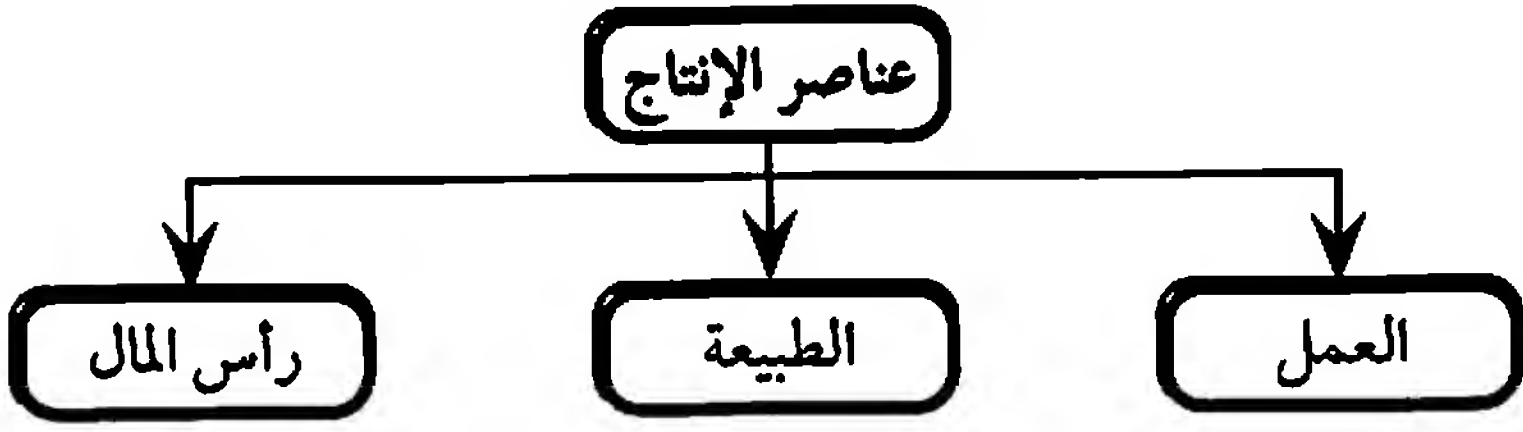 عناصر الإنتاج
العمل
الطبيعة
رأس المال